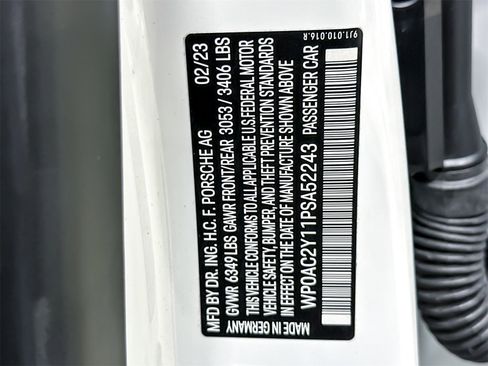 9J1.010.016.R
MFD BY DR. ING. H.C. F. PORSCHE AG 02/23
GVWR 6349 LBS GAWR FRONT/REAR 3053 / 3406 LBS
THIS VEHICLE CONFORMS TO ALL APPLICABLE U.S. FEDERAL MOTOR
VEHICLE SAFETY, BUMPER, AND THEFT PREVENTION STANDARDS
IN EFFECT ON THE DATE OF MANUFACTURE SHOWN ABOVE
WP0AC2Y11PSA52243 PASSENGER CAR
MADE IN GERMANY